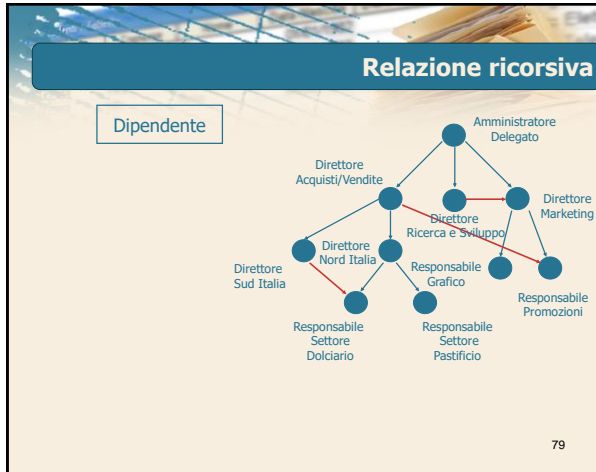 Relazione ricorsiva
Dipendente
Amministratore
Delegato
Direttore
Acquisti/Vendite
Direttore
Ricerca e Sviluppo
Direttore
Marketing
Direttore
Sud Italia
Direttore
Nord Italia
Responsabile
Grafico
Responsabile
Promozioni
Responsabile
Settore
Dolciario
Responsabile
Settore
Pastificio
79